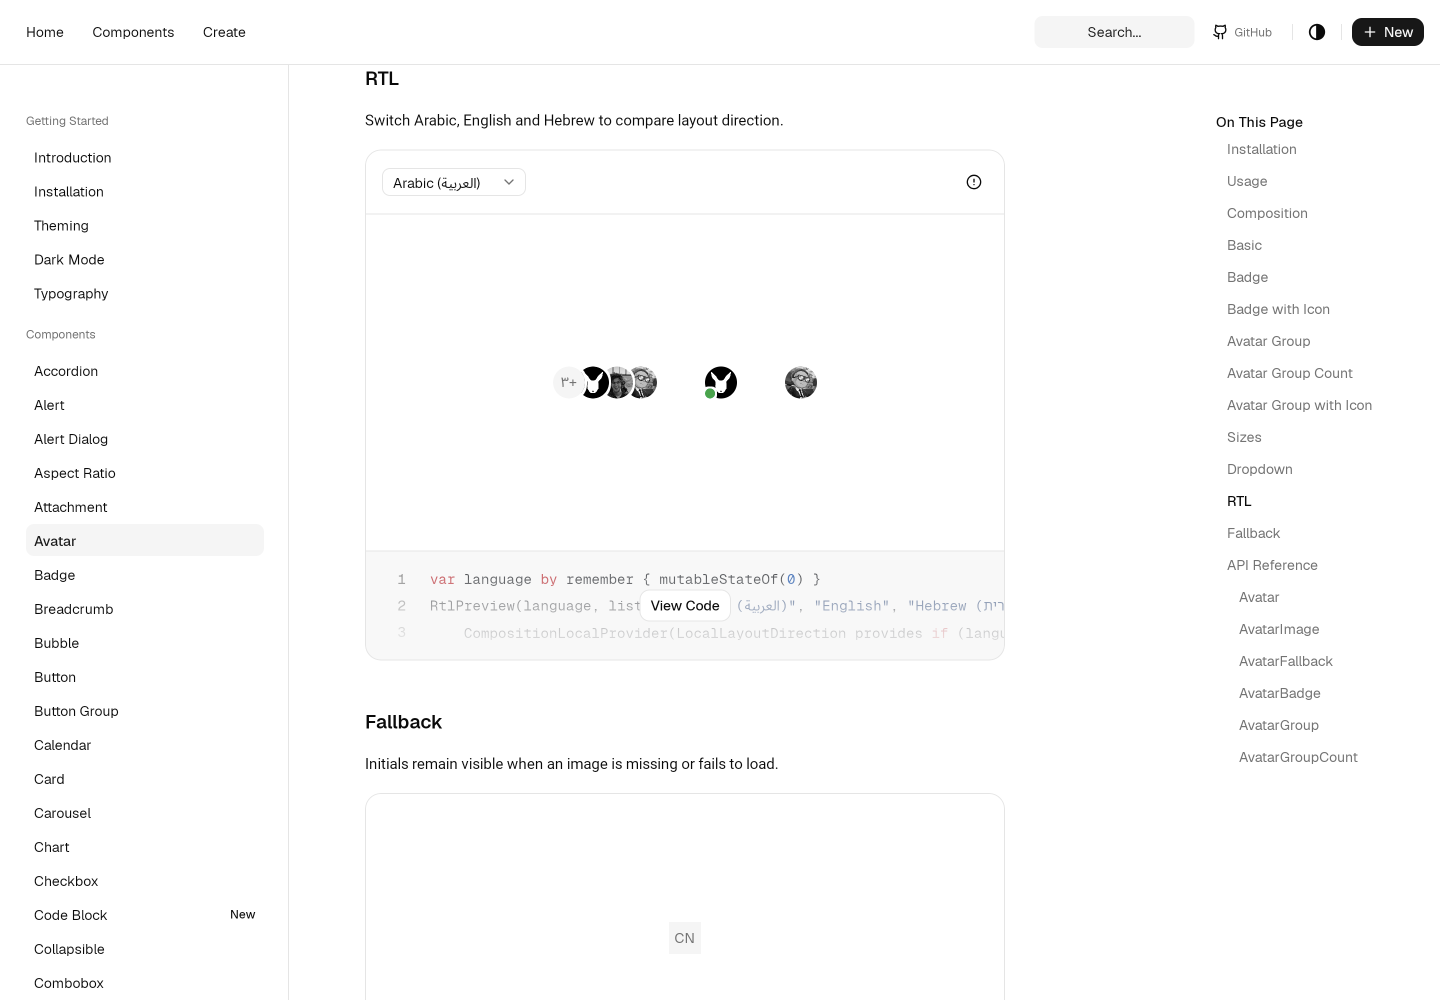 Home
Components
Create
Search...
GitHub
New
Getting Started
Introduction
Installation
Theming
Dark Mode
Typography
Components
Accordion
Alert
Alert Dialog
Aspect Ratio
Attachment
Avatar
Badge
Breadcrumb
Bubble
Button
Button Group
Calendar
Card
Carousel
Chart
Checkbox
Code Block New
Collapsible
Combobox
RTL
Switch Arabic, English and Hebrew to compare layout direction.
Arabic (العربية)
+٣
1 var language by remember { mutableStateOf(0) }
2 RtlPreview(language, list
View Code
(العربية)", "English", "Hebrew
3 CompositionLocalProvider(LocalLayoutDirection provides if
Fallback
Initials remain visible when an image is missing or fails to load.
CN
On This Page
Installation
Usage
Composition
Basic
Badge
Badge with Icon
Avatar Group
Avatar Group Count
Avatar Group with Icon
Sizes
Dropdown
RTL
Fallback
API Reference
Avatar
AvatarImage
AvatarFallback
AvatarBadge
AvatarGroup
AvatarGroupCount